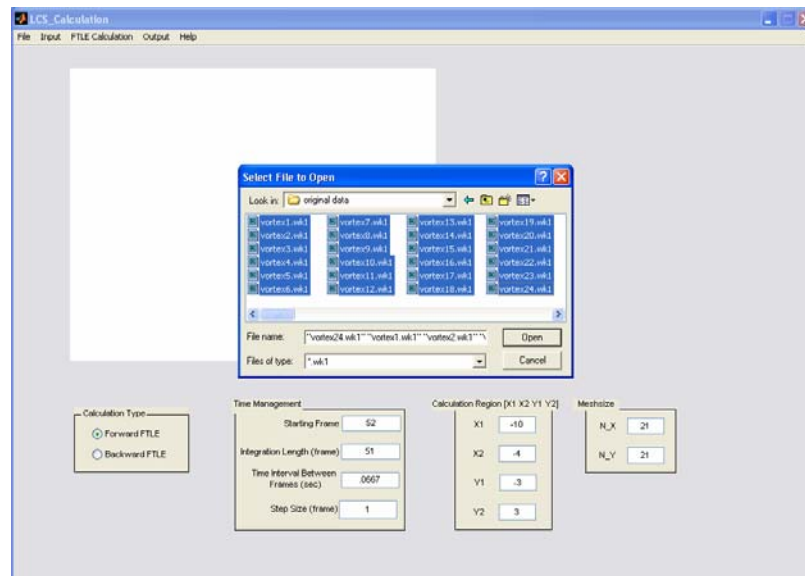 LCS_Calculation
File Input FTLE Calculation Output Help
Select File to Open
Look in: original data
vortex1.wk1 vortex7.wk1 vortex13.wk1 vortex19.wk1
vortex2.wk1 vortex8.wk1 vortex14.wk1 vortex20.wk1
vortex3.wk1 vortex9.wk1 vortex15.wk1 vortex21.wk1
vortex4.wk1 vortex10.wk1 vortex16.wk1 vortex22.wk1
vortex5.wk1 vortex11.wk1 vortex17.wk1 vortex23.wk1
vortex6.wk1 vortex12.wk1 vortex18.wk1 vortex24.wk1
File name: "vortex24.wk1" "vortex1.wk1" "vortex2.wk1" "v Open
Files of type: *.wk1 Cancel
Calculation Type
Forward FTLE
Backward FTLE
Time Management
Starting Frame 52
Integration Length (frame) 51
Time Interval Between
Frames (sec) .0667
Step Size (frame) 1
Calculation Region [X1 X2 Y1 Y2]
X1 -10
X2 -4
Y1 -3
Y2 3
Meshsize
N_X 21
N_Y 21